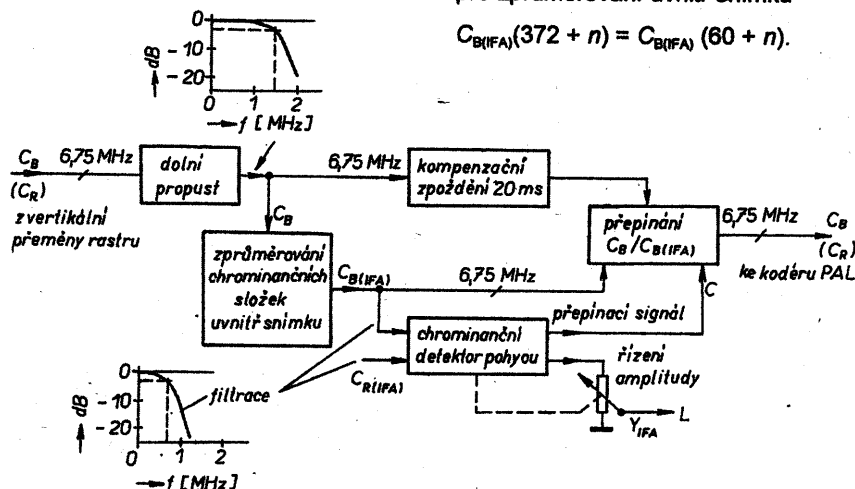 pro zprůměrování uvnitř snímku
C_B(IFA)(372 + n) = C_B(IFA) (60 + n).
0
-10
-20
dB
0 1 2
f [MHz]
C_B
(C_R)
6,75 MHz
z vertikální
přeměny rastru
dolní
propust
6,75 MHz
kompenzační
zpoždění 20 ms
C_B
zprůměrování
chrominančních
složek
uvnitř snímku
C_B(IFA)
6,75 MHz
přepínání
C_B/C_B(IFA)
6,75 MHz
C_B
(C_R)
ke kodéru PAL
C
přepínací signál
chrominanční
detektor pohybu
C_R(IFA)
filtrace
řízení
amplitudy
Y_IFA
L
0
-10
-20
dB
0 1 2
f [MHz]